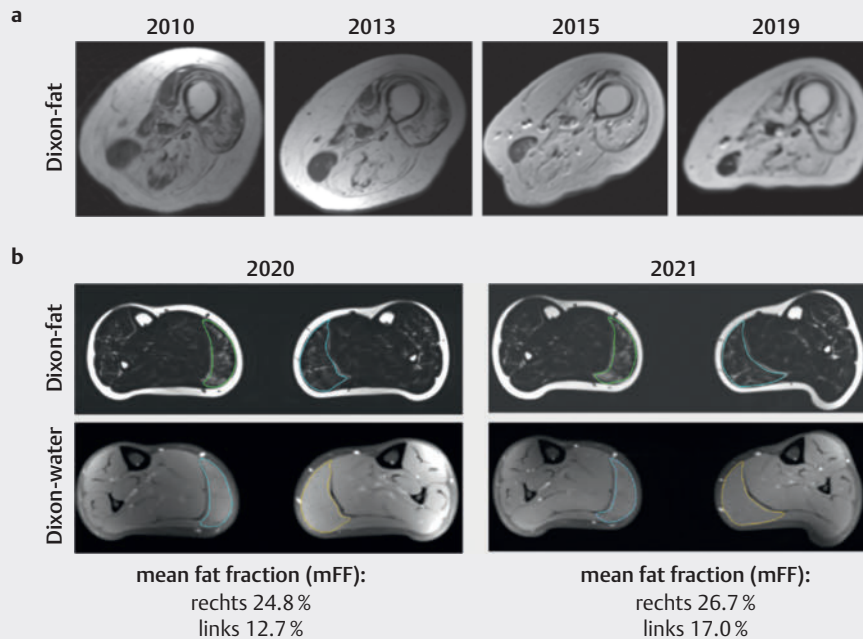 a
2010 2013 2015 2019
Dixon-fat
b
2020 2021
Dixon-fat
Dixon-water
mean fat fraction (mFF): mean fat fraction (mFF):
rechts 24.8 % rechts 26.7 %
links 12.7 % links 17.0 %